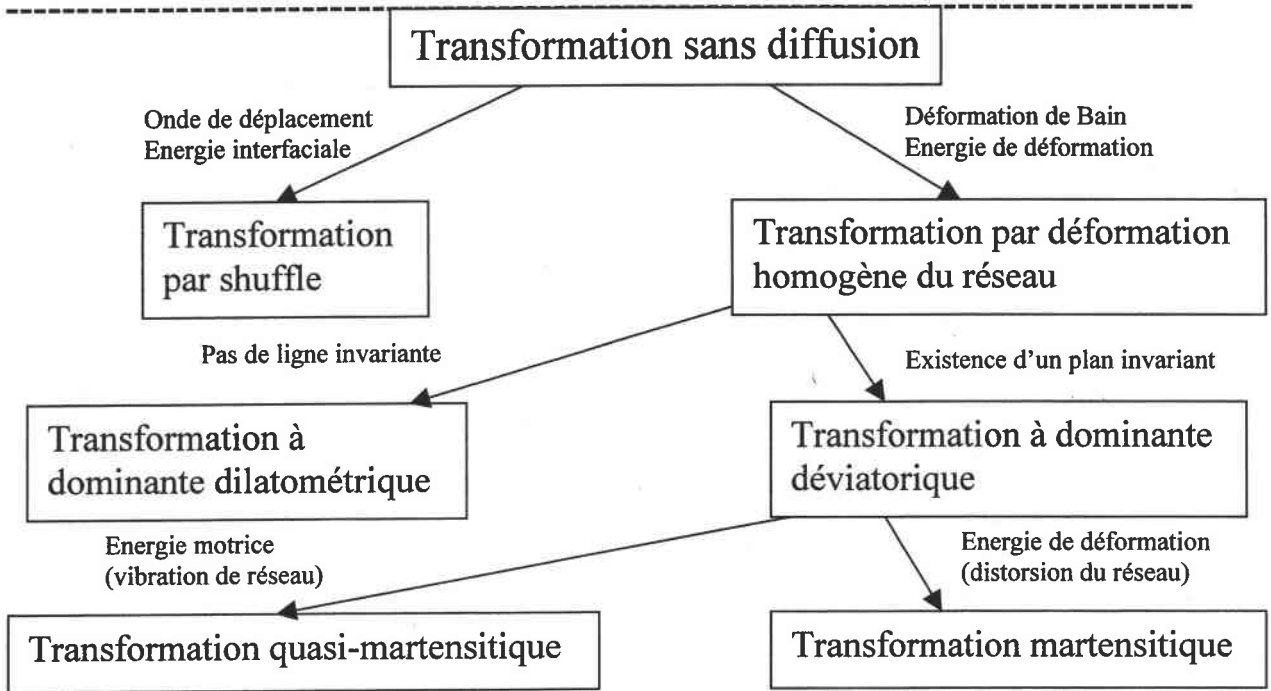 Transformation sans diffusion
Onde de déplacement
Energie interfaciale
Déformation de Bain
Energie de déformation
Transformation
par shuffle
Transformation par déformation
homogène du réseau
Pas de ligne invariante
Existence d'un plan invariant
Transformation à
dominante dilatométrique
Transformation à dominante
déviatorique
Energie motrice
(vibration de réseau)
Energie de déformation
(distorsion du réseau)
Transformation quasi-martensitique
Transformation martensitique